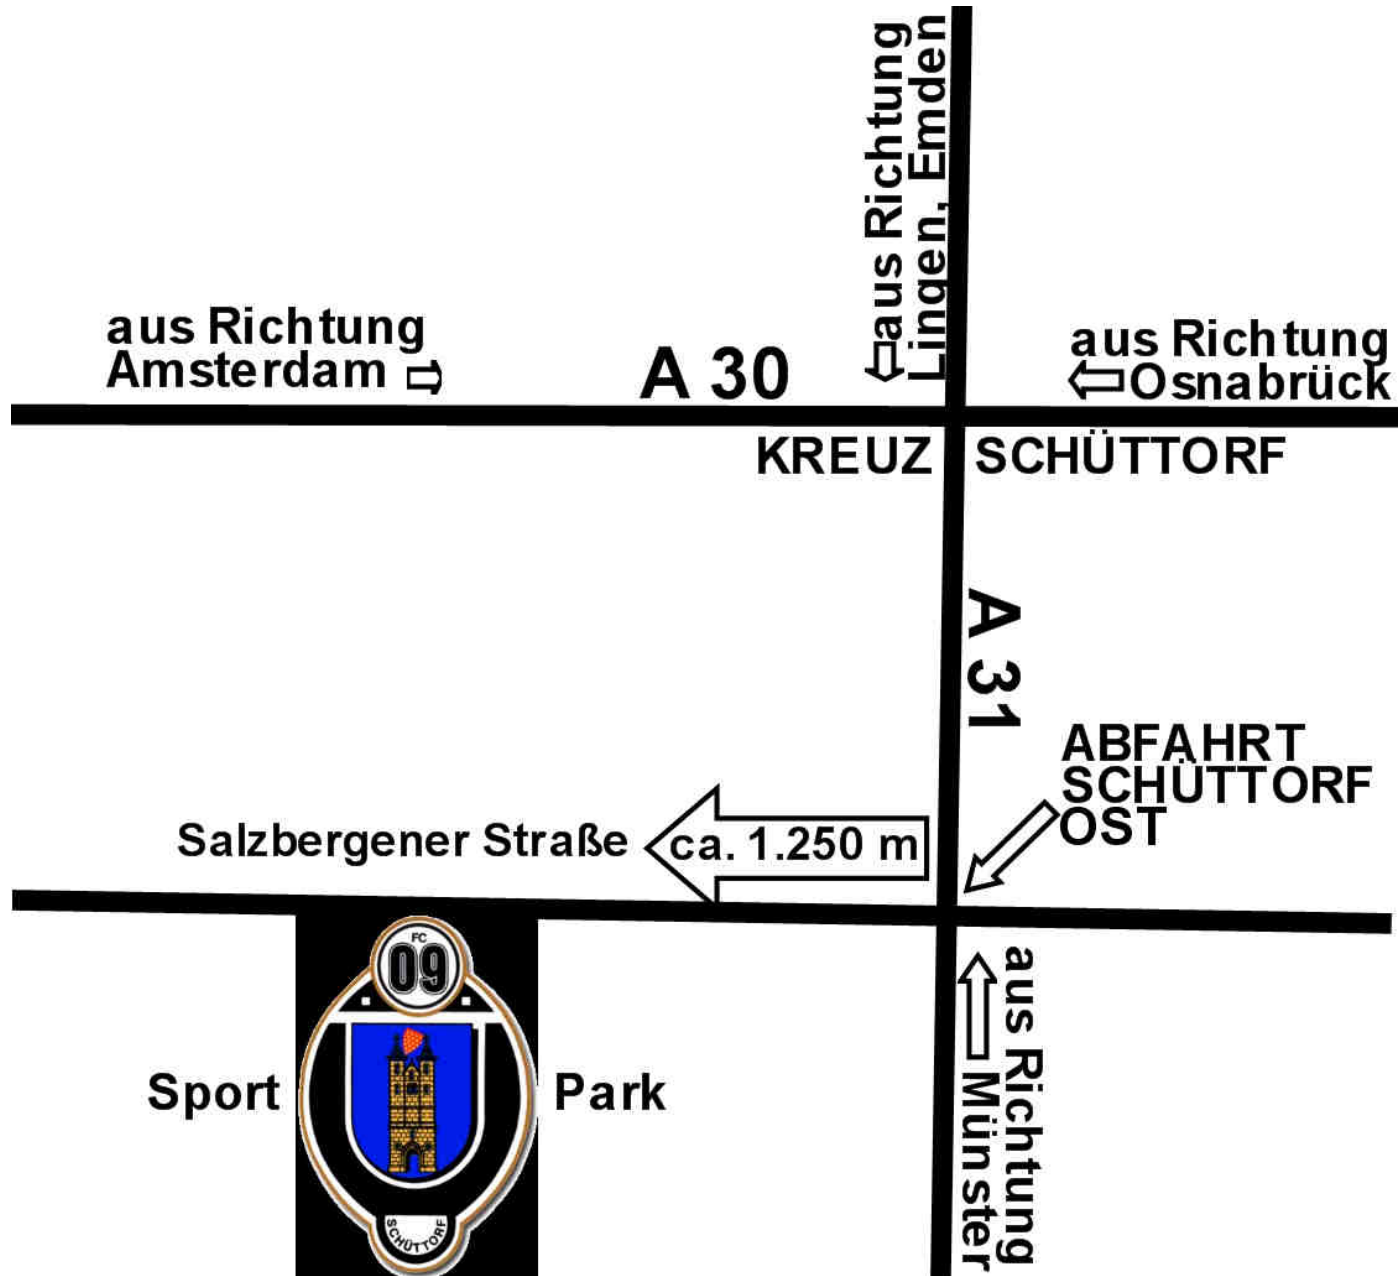 aus Richtung
Lingen, Emden
aus Richtung
Amsterdam
A 30
aus Richtung
Osnabrück
KREUZ SCHÜTTORF
A 31
ABFAHRT
SCHÜTTORF
OST
Salzbergener Straße
ca. 1.250 m
FC
09
Sport Park
SCHÜTTORF
aus Richtung
Münster